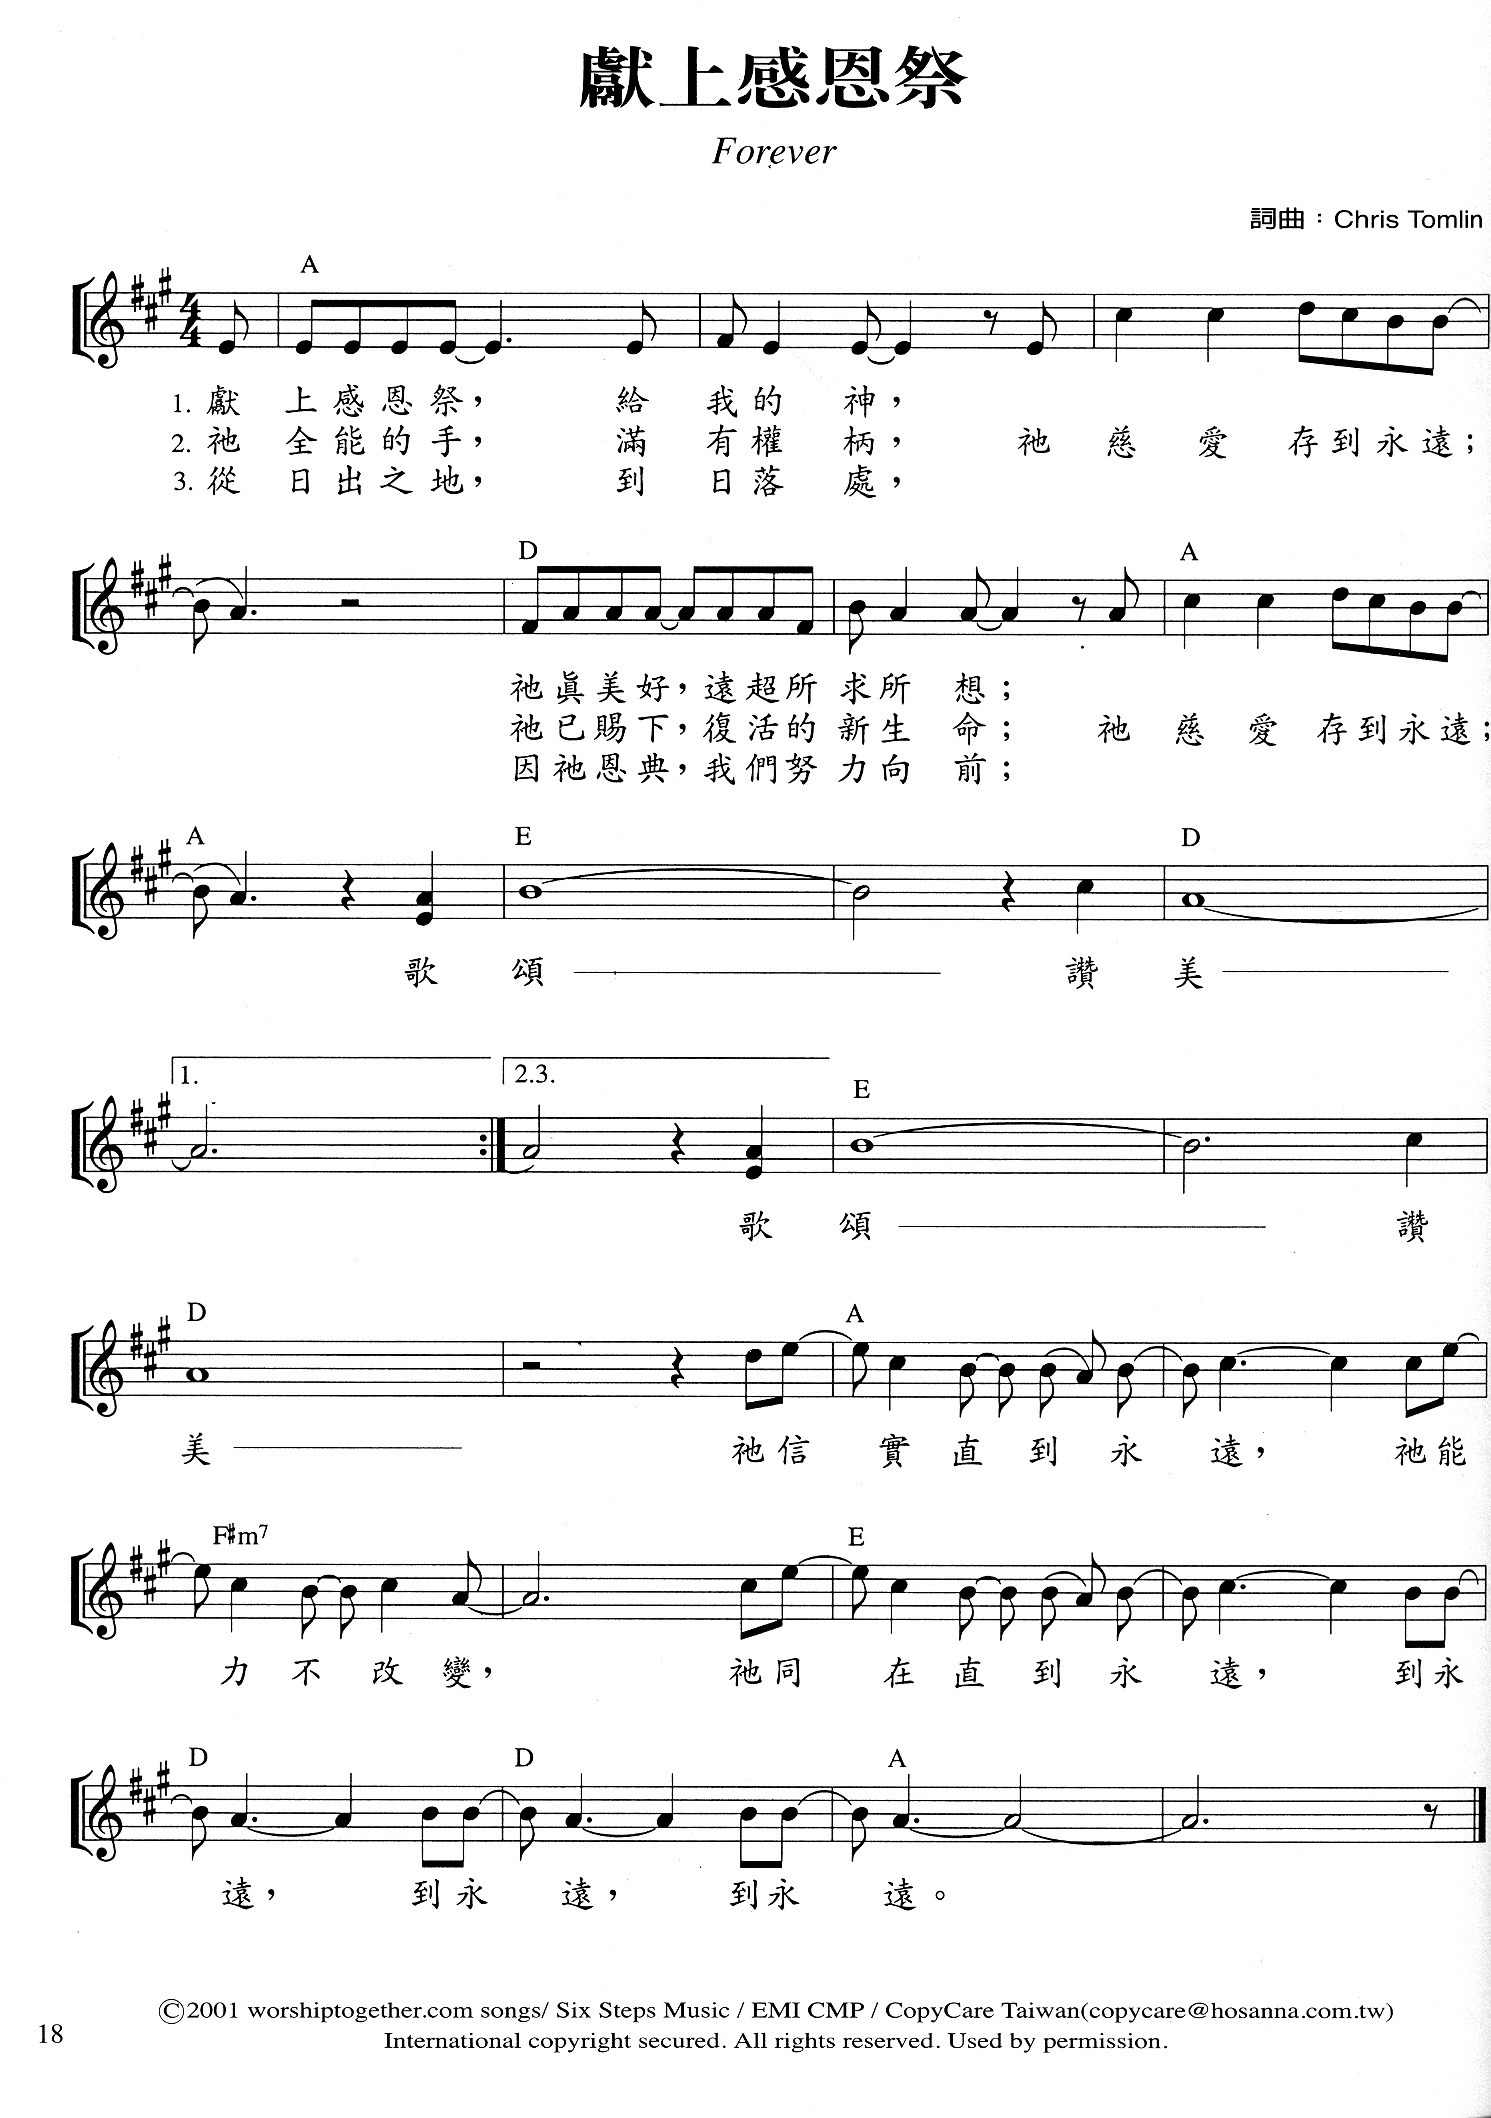 獻上感恩祭
Forever
詞曲：Chris Tomlin
A
1. 獻 上感恩祭， 給 我的 神，
2. 祂 全能的手， 滿 有權 柄， 祂 慈 愛 存到永遠；
3. 從 日出之地， 到 日落 處，
D A
祂眞美好，遠超所求所 想；
祂已賜下，復活的新生 命； 祂 慈 愛 存到永遠；
因祂恩典，我們努力向 前；
A E D
歌 頌 讚 美
1. 2.3. E
歌 頌 讚
D A
美 祂信 實 直 到 永 遠， 祂能
F♯m7 E
力 不 改 變， 祂同 在 直 到 永 遠， 到永
D D A
遠， 到永 遠， 到永 遠。
©2001 worshiptogether.com songs/ Six Steps Music / EMI CMP / CopyCare Taiwan(copycare@hosanna.com.tw)
18
International copyright secured. All rights reserved. Used by permission.